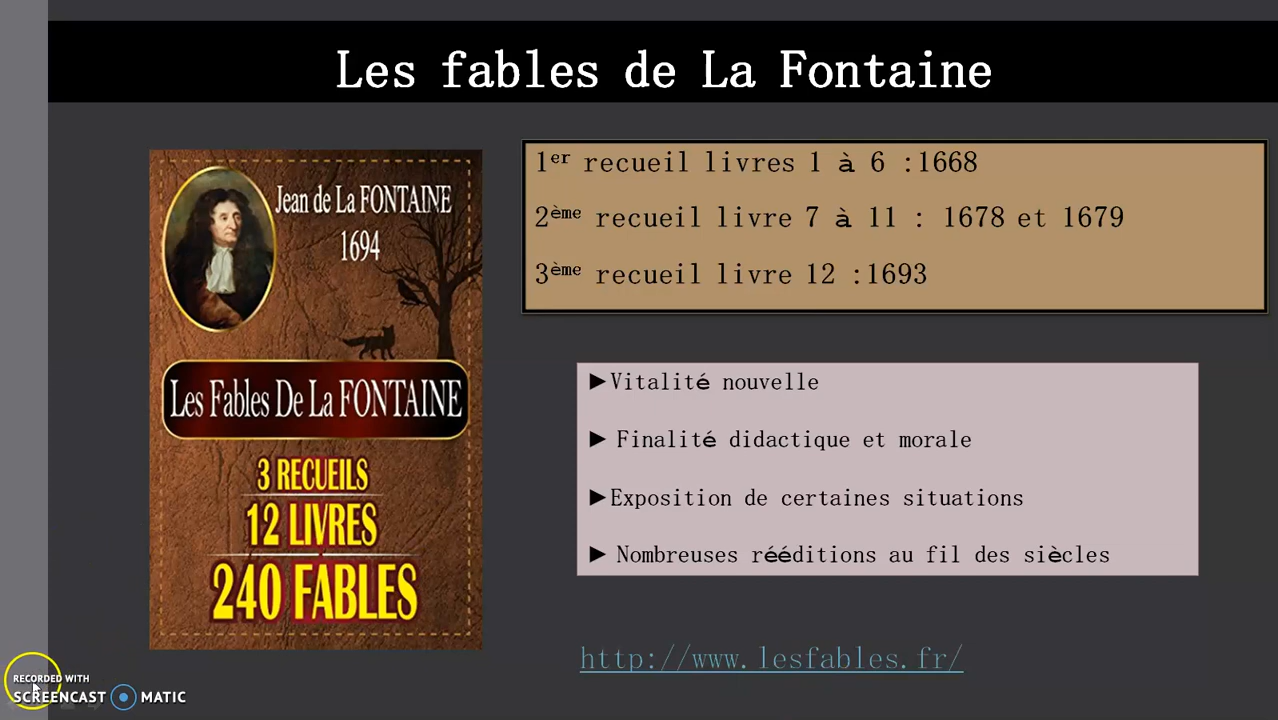 Les fables de La Fontaine
Jean de La FONTAINE
1694
Les Fables De La FONTAINE
3 RECUEILS
12 LIVRES
240 FABLES
1er recueil livres 1 à 6 :1668
2ème recueil livre 7 à 11 : 1678 et 1679
3ème recueil livre 12 :1693
►Vitalité nouvelle
► Finalité didactique et morale
►Exposition de certaines situations
► Nombreuses rééditions au fil des siècles
http://www.lesfables.fr/
RECORDED WITH
SCREENCAST MATIC